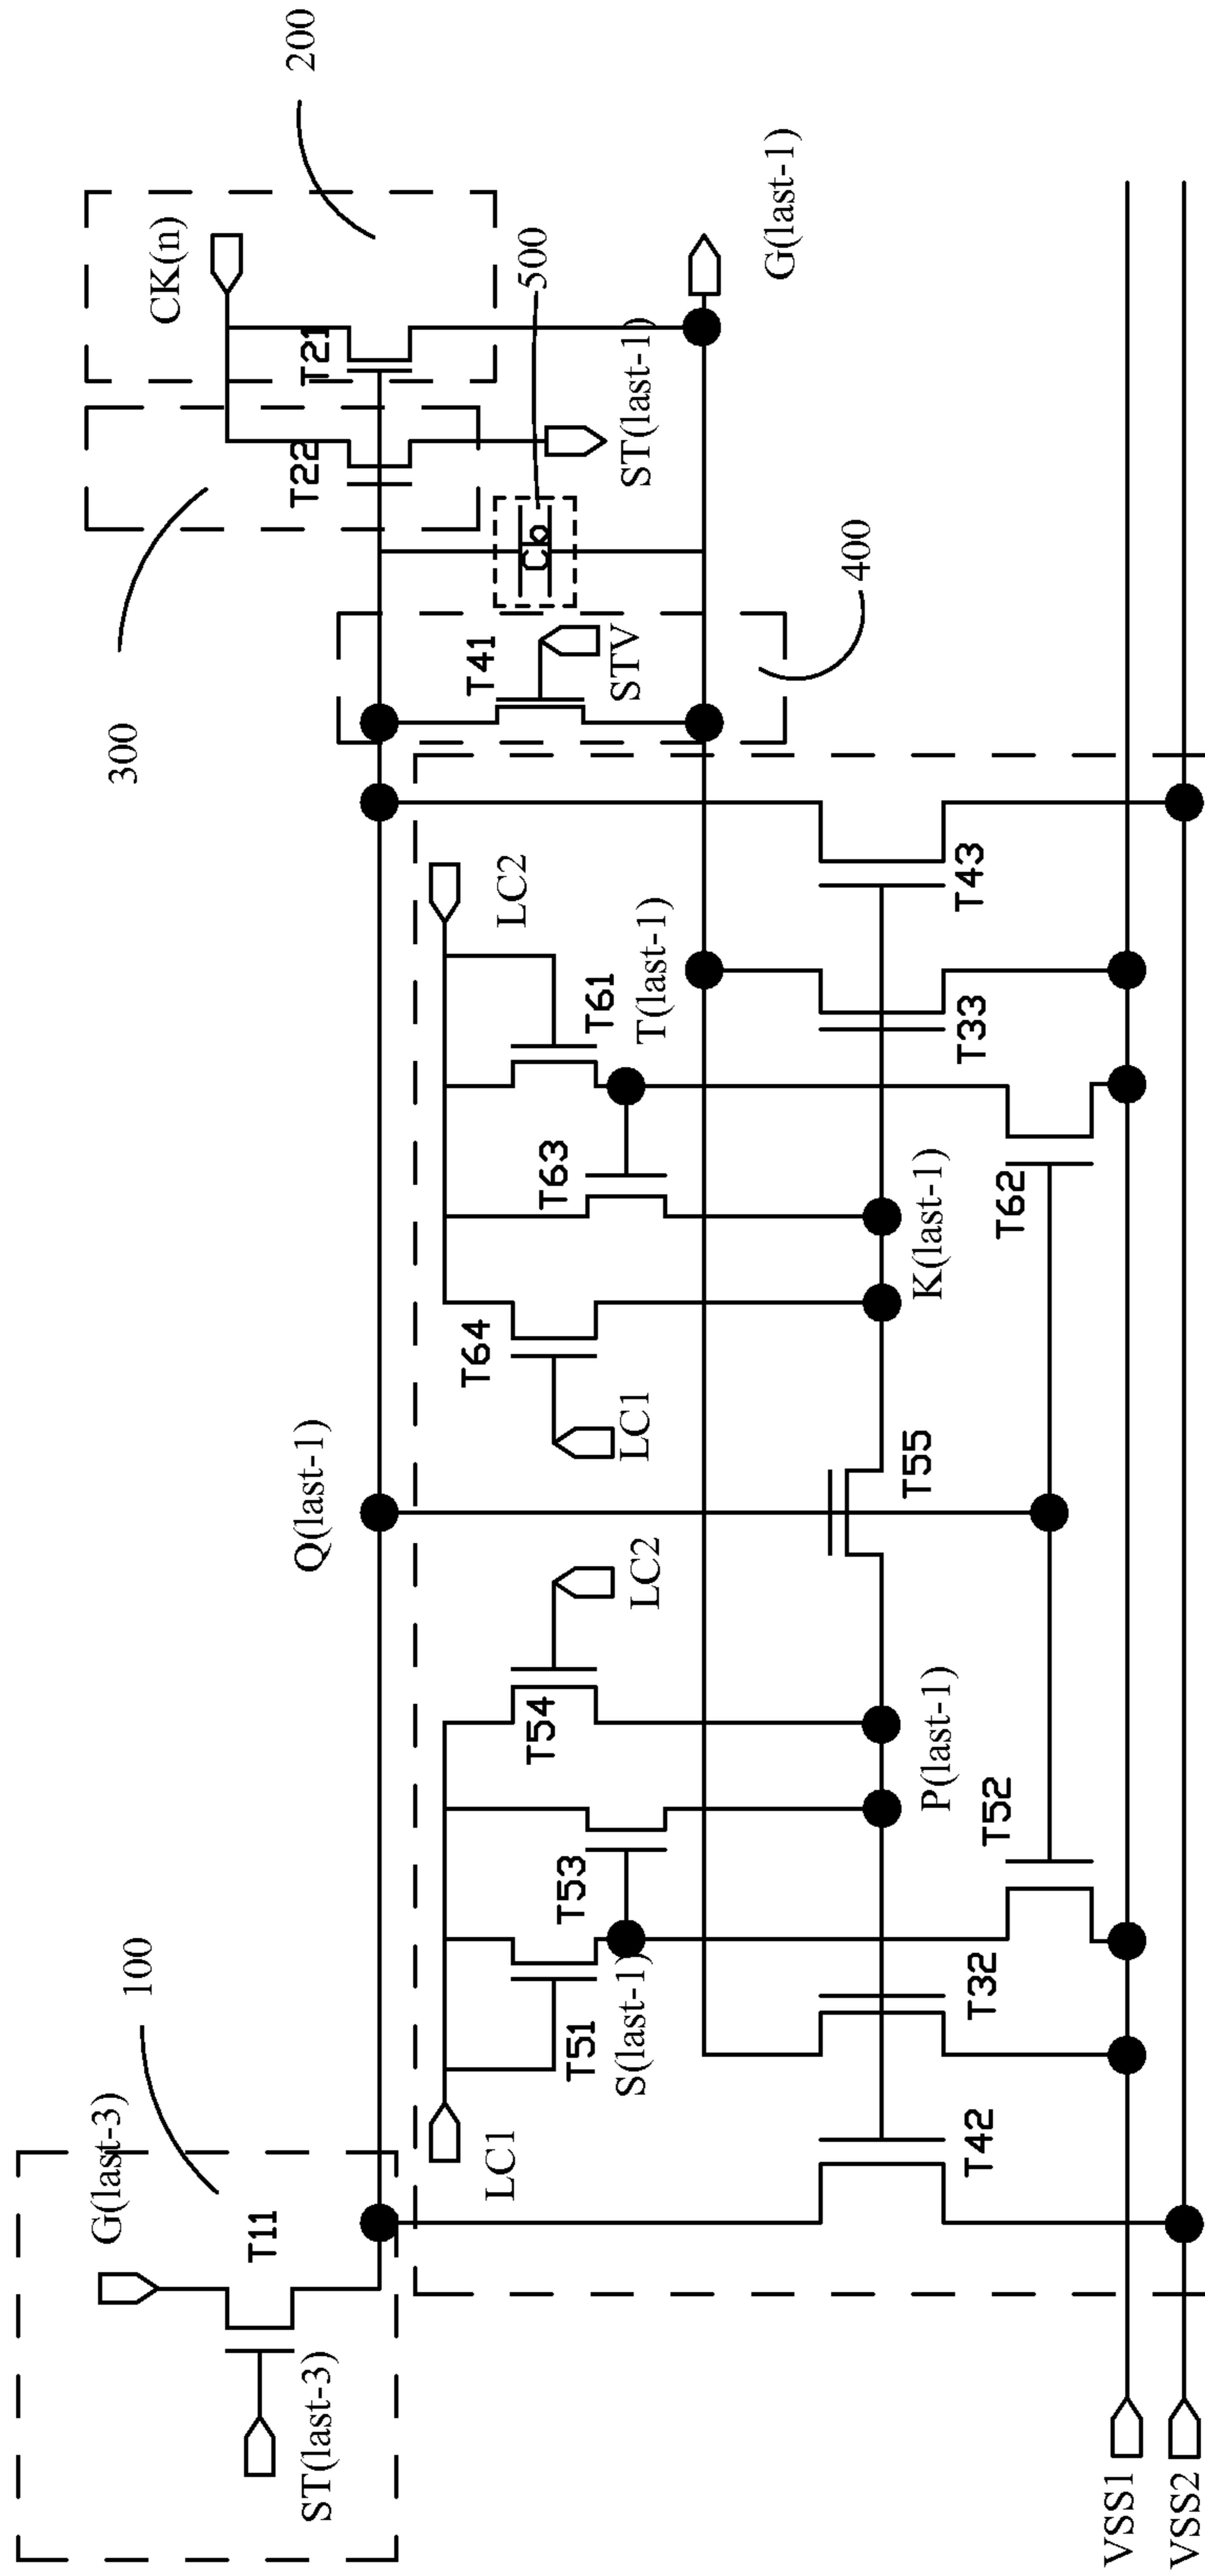 100
G(last-3)
T11
ST(last-3)
Q(last-1)
300
T22
T21
CK(n)
200
LC1
T51
T53
S(last-1)
T54
LC2
LC1
T64
T63
T61
T(last-1)
LC2
T41
STV
Cb
500
ST(last-1)
G(last-1)
400
T42
T32
P(last-1)
T52
T55
K(last-1)
T62
T33
T43
VSS1
VSS2